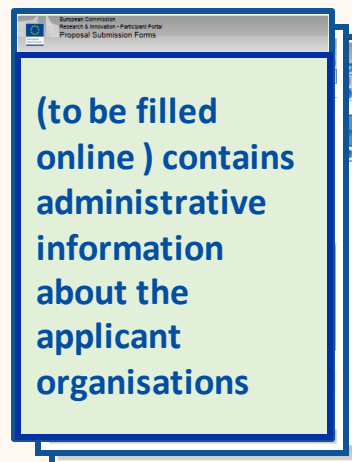 European Commission
Research & Innovation - Participant Portal
Proposal Submission Forms
(to be filled
online ) contains
administrative
information
about the
applicant
organisations